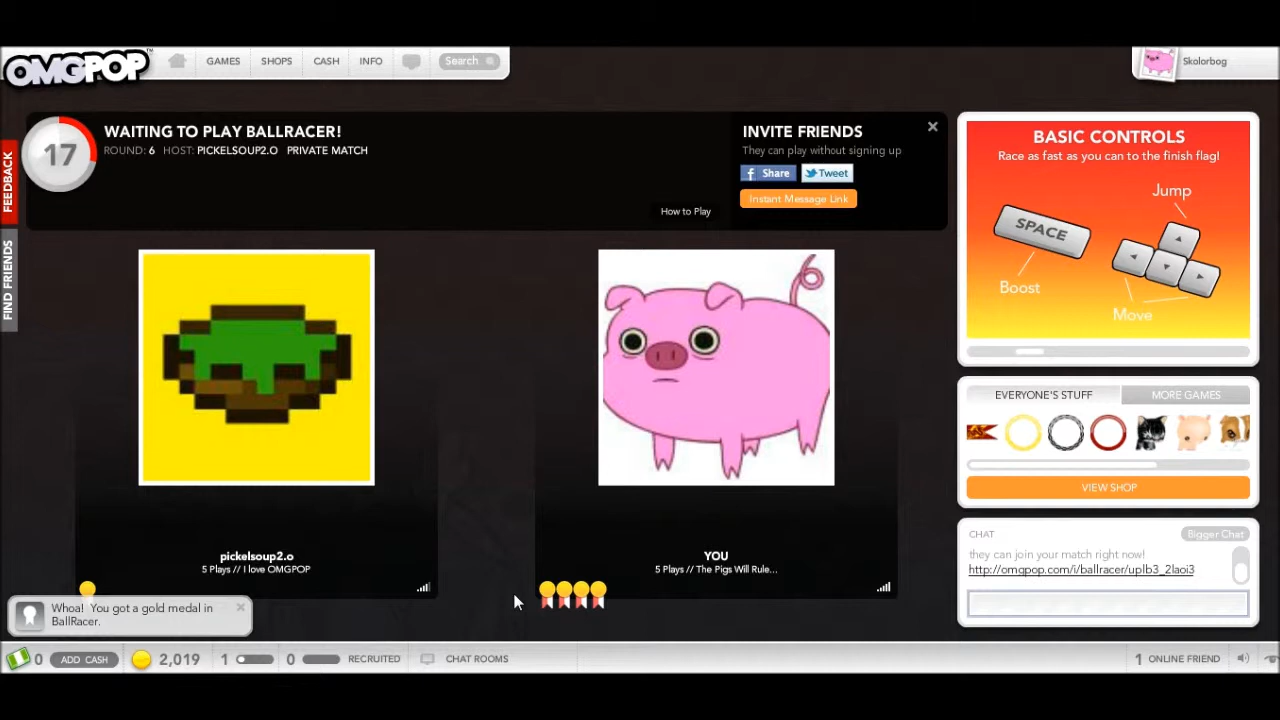 OMGPOP
GAMES
SHOPS
CASH
INFO
Search
Skolorbog
FEEDBACK
FIND FRIENDS
17
WAITING TO PLAY BALLRACER!
ROUND: 6 HOST: PICKELSOUP2.O PRIVATE MATCH
How to Play
INVITE FRIENDS
They can play without signing up
f Share
Tweet
Instant Message Link
BASIC CONTROLS
Race as fast as you can to the finish flag!
Jump
SPACE
Boost
Move
EVERYONE'S STUFF
MORE GAMES
VIEW SHOP
CHAT
Bigger Chat
they can join your match right now!
http://omgpop.com/i/ballracer/uplb3_2laoi3
pickelsoup2.o
5 Plays // I love OMGPOP
YOU
5 Plays // The Pigs Will Rule...
Whoa! You got a gold medal in
BallRacer.
0 ADD CASH 2,019 1 0 RECRUITED CHAT ROOMS 1 ONLINE FRIEND